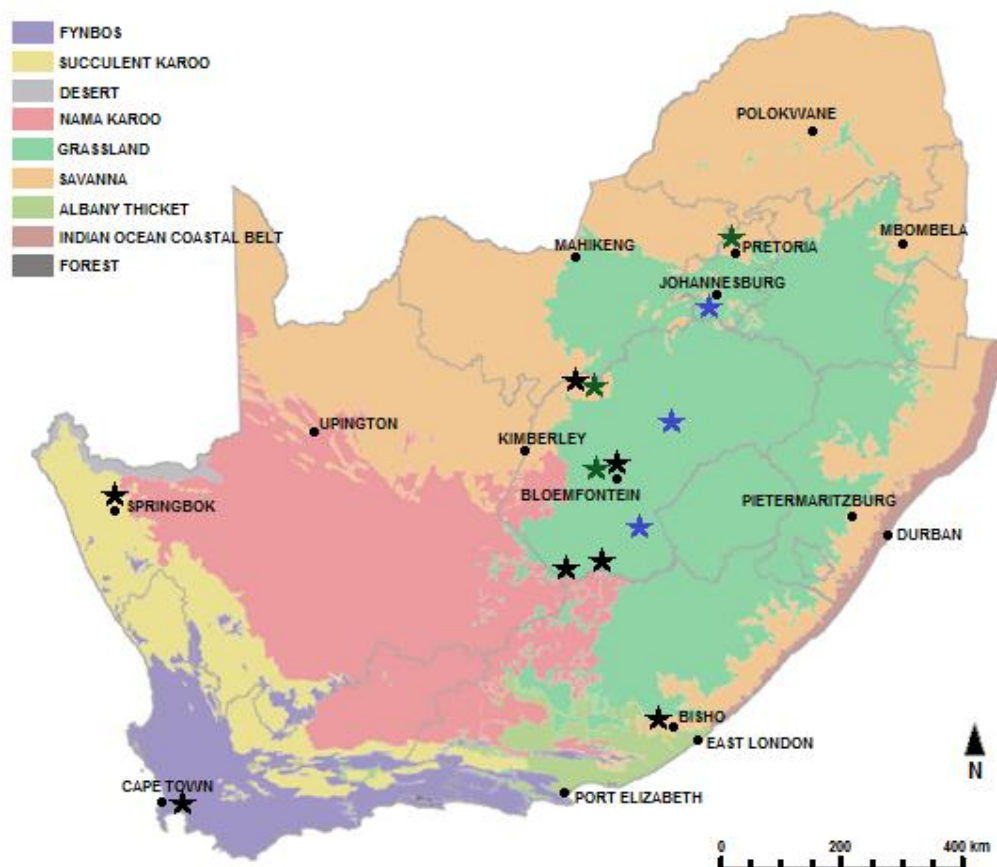 FYNBOS
SUCCULENT KAROO
DESERT
NAMA KAROO
GRASSLAND
SAVANNA
ALBANY THICKET
INDIAN OCEAN COASTAL BELT
FOREST
POLOKWANE
MBOMBELA
MAHIKENG
PRETORIA
JOHANNESBURG
UPINGTON
KIMBERLEY
BLOEMFONTEIN
PIETERMARITZBURG
SPRINGBOK
DURBAN
BISHO
EAST LONDON
CAPE TOWN
PORT ELIZABETH
N
0 200 400 km